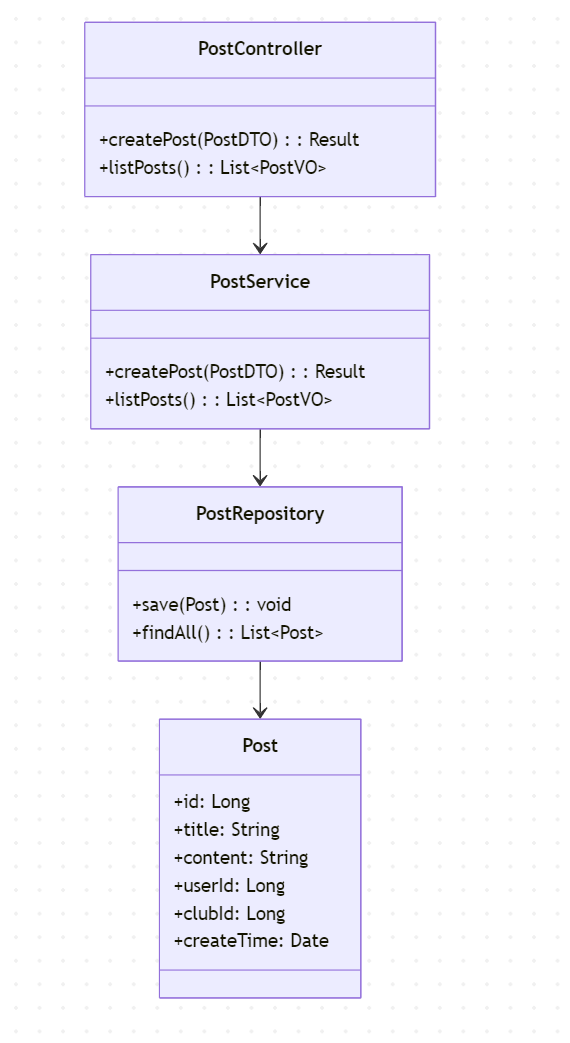 PostController
+createPost(PostDTO) : : Result
+listPosts() : : List<PostVO>
PostService
+createPost(PostDTO) : : Result
+listPosts() : : List<PostVO>
PostRepository
+save(Post) : : void
+findAll() : : List<Post>
Post
+id: Long
+title: String
+content: String
+userId: Long
+clubId: Long
+createTime: Date